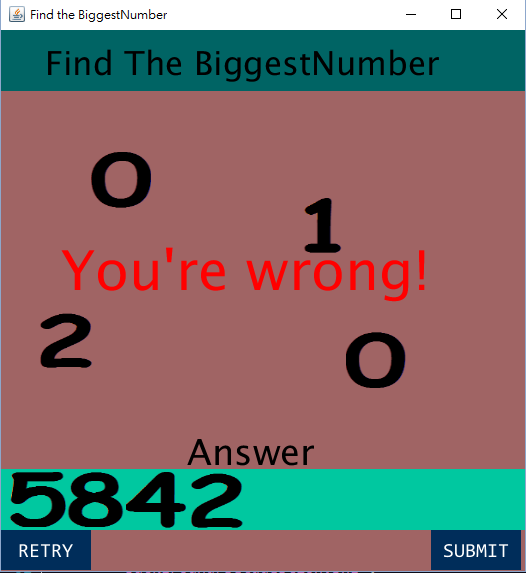 Find the BiggestNumber
Find The BiggestNumber
0
1
You're wrong!
2
0
Answer
5842
RETRY
SUBMIT